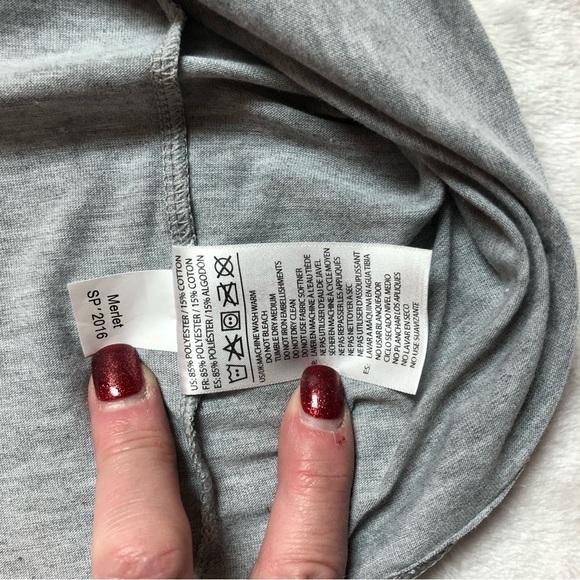 Merlet
SP '2016
US: 85% POLYESTER / 15% COTTON
FR: 85% POLYESTER / 15% COTON
ES: 85% POLIÉSTER / 15% ALGODON
US/UK MACHINE WASH WARM
DO NOT BLEACH
TUMBLE DRY MEDIUM
DO NOT IRON EMBELLISHMENTS
DO NOT DRY CLEAN
DO NOT USE FABRIC SOFTNER
LAVER EN MACHINE A L'EAU TIÈDE
NE PAS UTILISER D'EAU DE JAVEL
SECHER EN MACHINE A CYCLE MOYEN
NE PAS REPASSER LES APPLIQUES
NE PAS NETTOYER A SEC
NE PAS UTILISER D'ASSOUPLISSANT
ES: LAVAR A MAQUINA EN AGUA TIBIA
NO USAR BLANQUEADOR
CICLO SECADO NIVEL MEDIO
NO PLANCHAR LOS APLIQUES
NO LAVAR EN SECO
NO USE SUAVIZANTE